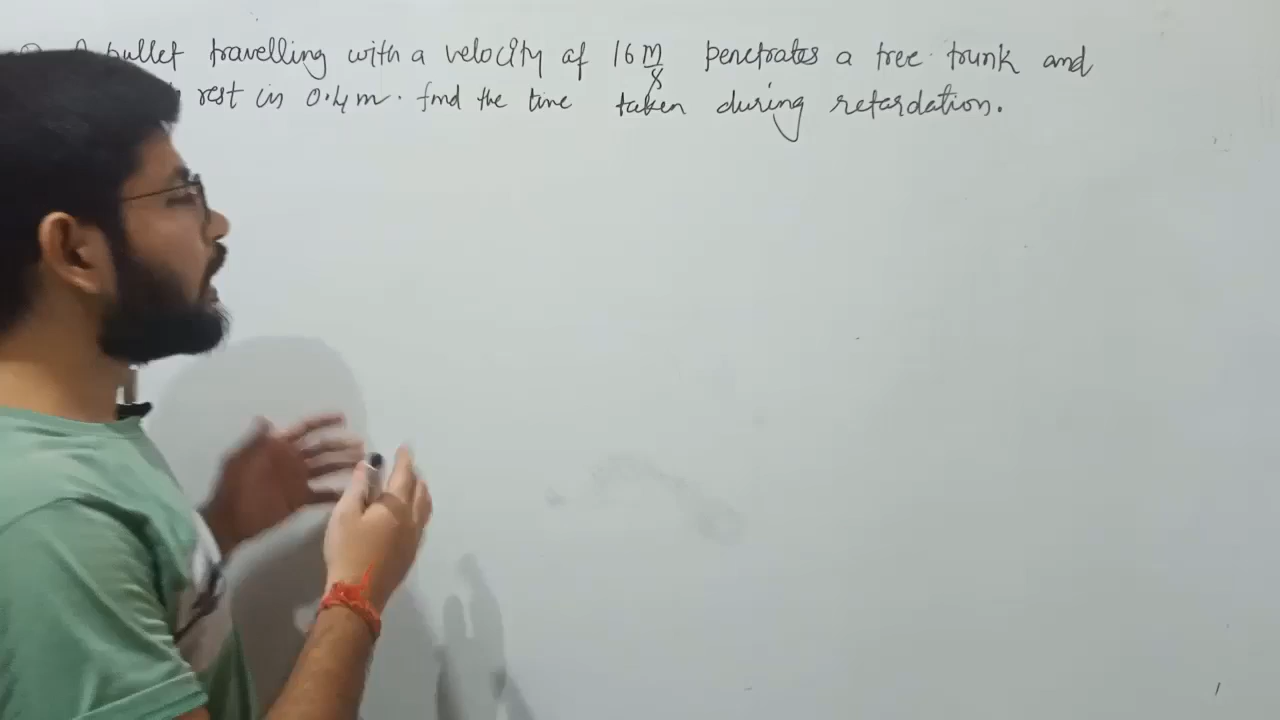 bullet travelling with a velocity of 16 m/s penetrates a tree trunk and
rest in 0.4m. find the time taken during retardation.